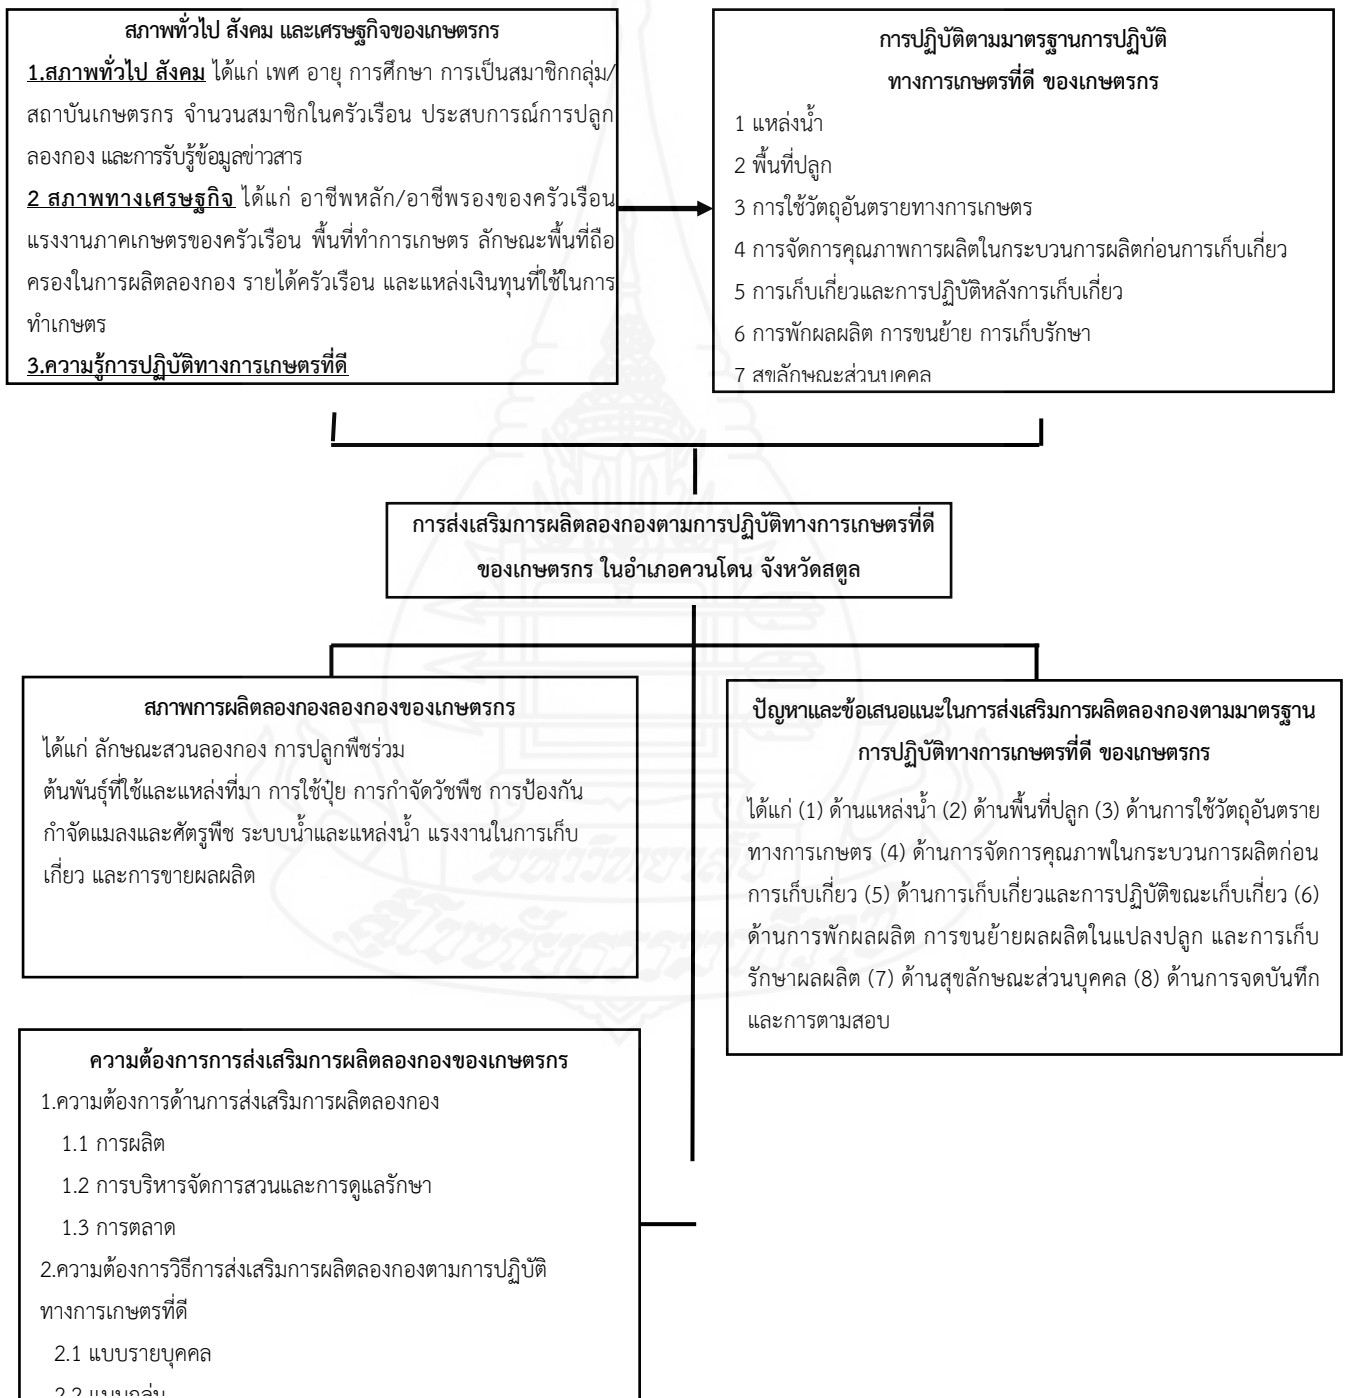 สภาพทั่วไป สังคม และเศรษฐกิจของเกษตรกร
1.สภาพทั่วไป สังคม ได้แก่ เพศ อายุ การศึกษา การเป็นสมาชิกกลุ่ม/
สถาบันเกษตรกร จำนวนสมาชิกในครัวเรือน ประสบการณ์การปลูก
ลองกอง และการรับรู้ข้อมูลข่าวสาร
2 สภาพทางเศรษฐกิจ ได้แก่ อาชีพหลัก/อาชีพรองของครัวเรือน
แรงงานภาคเกษตรของครัวเรือน พื้นที่ทำการเกษตร ลักษณะพื้นที่ถือ
ครองในการผลิตลองกอง รายได้ครัวเรือน และแหล่งเงินทุนที่ใช้ในการ
ทำเกษตร
3.ความรู้การปฏิบัติทางการเกษตรที่ดี
การปฏิบัติตามมาตรฐานการปฏิบัติ
ทางการเกษตรที่ดี ของเกษตรกร
1 แหล่งน้ำ
2 พื้นที่ปลูก
3 การใช้วัตถุอันตรายทางการเกษตร
4 การจัดการคุณภาพการผลิตในกระบวนการผลิตก่อนการเก็บเกี่ยว
5 การเก็บเกี่ยวและการปฏิบัติหลังการเก็บเกี่ยว
6 การพักผลผลิต การขนย้าย การเก็บรักษา
7 สุขลักษณะส่วนบุคคล
การส่งเสริมการผลิตลองกองตามการปฏิบัติทางการเกษตรที่ดี
ของเกษตรกร ในอำเภอควนโดน จังหวัดสตูล
สภาพการผลิตลองกองลองกองของเกษตรกร
ได้แก่ ลักษณะสวนลองกอง การปลูกพืชร่วม
ต้นพันธุ์ที่ใช้และแหล่งที่มา การใช้ปุ๋ย การกำจัดวัชพืช การป้องกัน
กำจัดแมลงและศัตรูพืช ระบบน้ำและแหล่งน้ำ แรงงานในการเก็บ
เกี่ยว และการขายผลผลิต
ปัญหาและข้อเสนอแนะในการส่งเสริมการผลิตลองกองตามมาตรฐาน
การปฏิบัติทางการเกษตรที่ดี ของเกษตรกร
ได้แก่ (1) ด้านแหล่งน้ำ (2) ด้านพื้นที่ปลูก (3) ด้านการใช้วัตถุอันตราย
ทางการเกษตร (4) ด้านการจัดการคุณภาพในกระบวนการผลิตก่อน
การเก็บเกี่ยว (5) ด้านการเก็บเกี่ยวและการปฏิบัติขณะเก็บเกี่ยว (6)
ด้านการพักผลผลิต การขนย้ายผลผลิตในแปลงปลูก และการเก็บ
รักษาผลผลิต (7) ด้านสุขลักษณะส่วนบุคคล (8) ด้านการจดบันทึก
และการตามสอบ
ความต้องการการส่งเสริมการผลิตลองกองของเกษตรกร
1.ความต้องการด้านการส่งเสริมการผลิตลองกอง
1.1 การผลิต
1.2 การบริหารจัดการสวนและการดูแลรักษา
1.3 การตลาด
2.ความต้องการวิธีการส่งเสริมการผลิตลองกองตามการปฏิบัติ
ทางการเกษตรที่ดี
2.1 แบบรายบุคคล
2.2 แบบกลุ่ม
มหาวิทยาลัย
สุโขทัยธรรมาธิราช